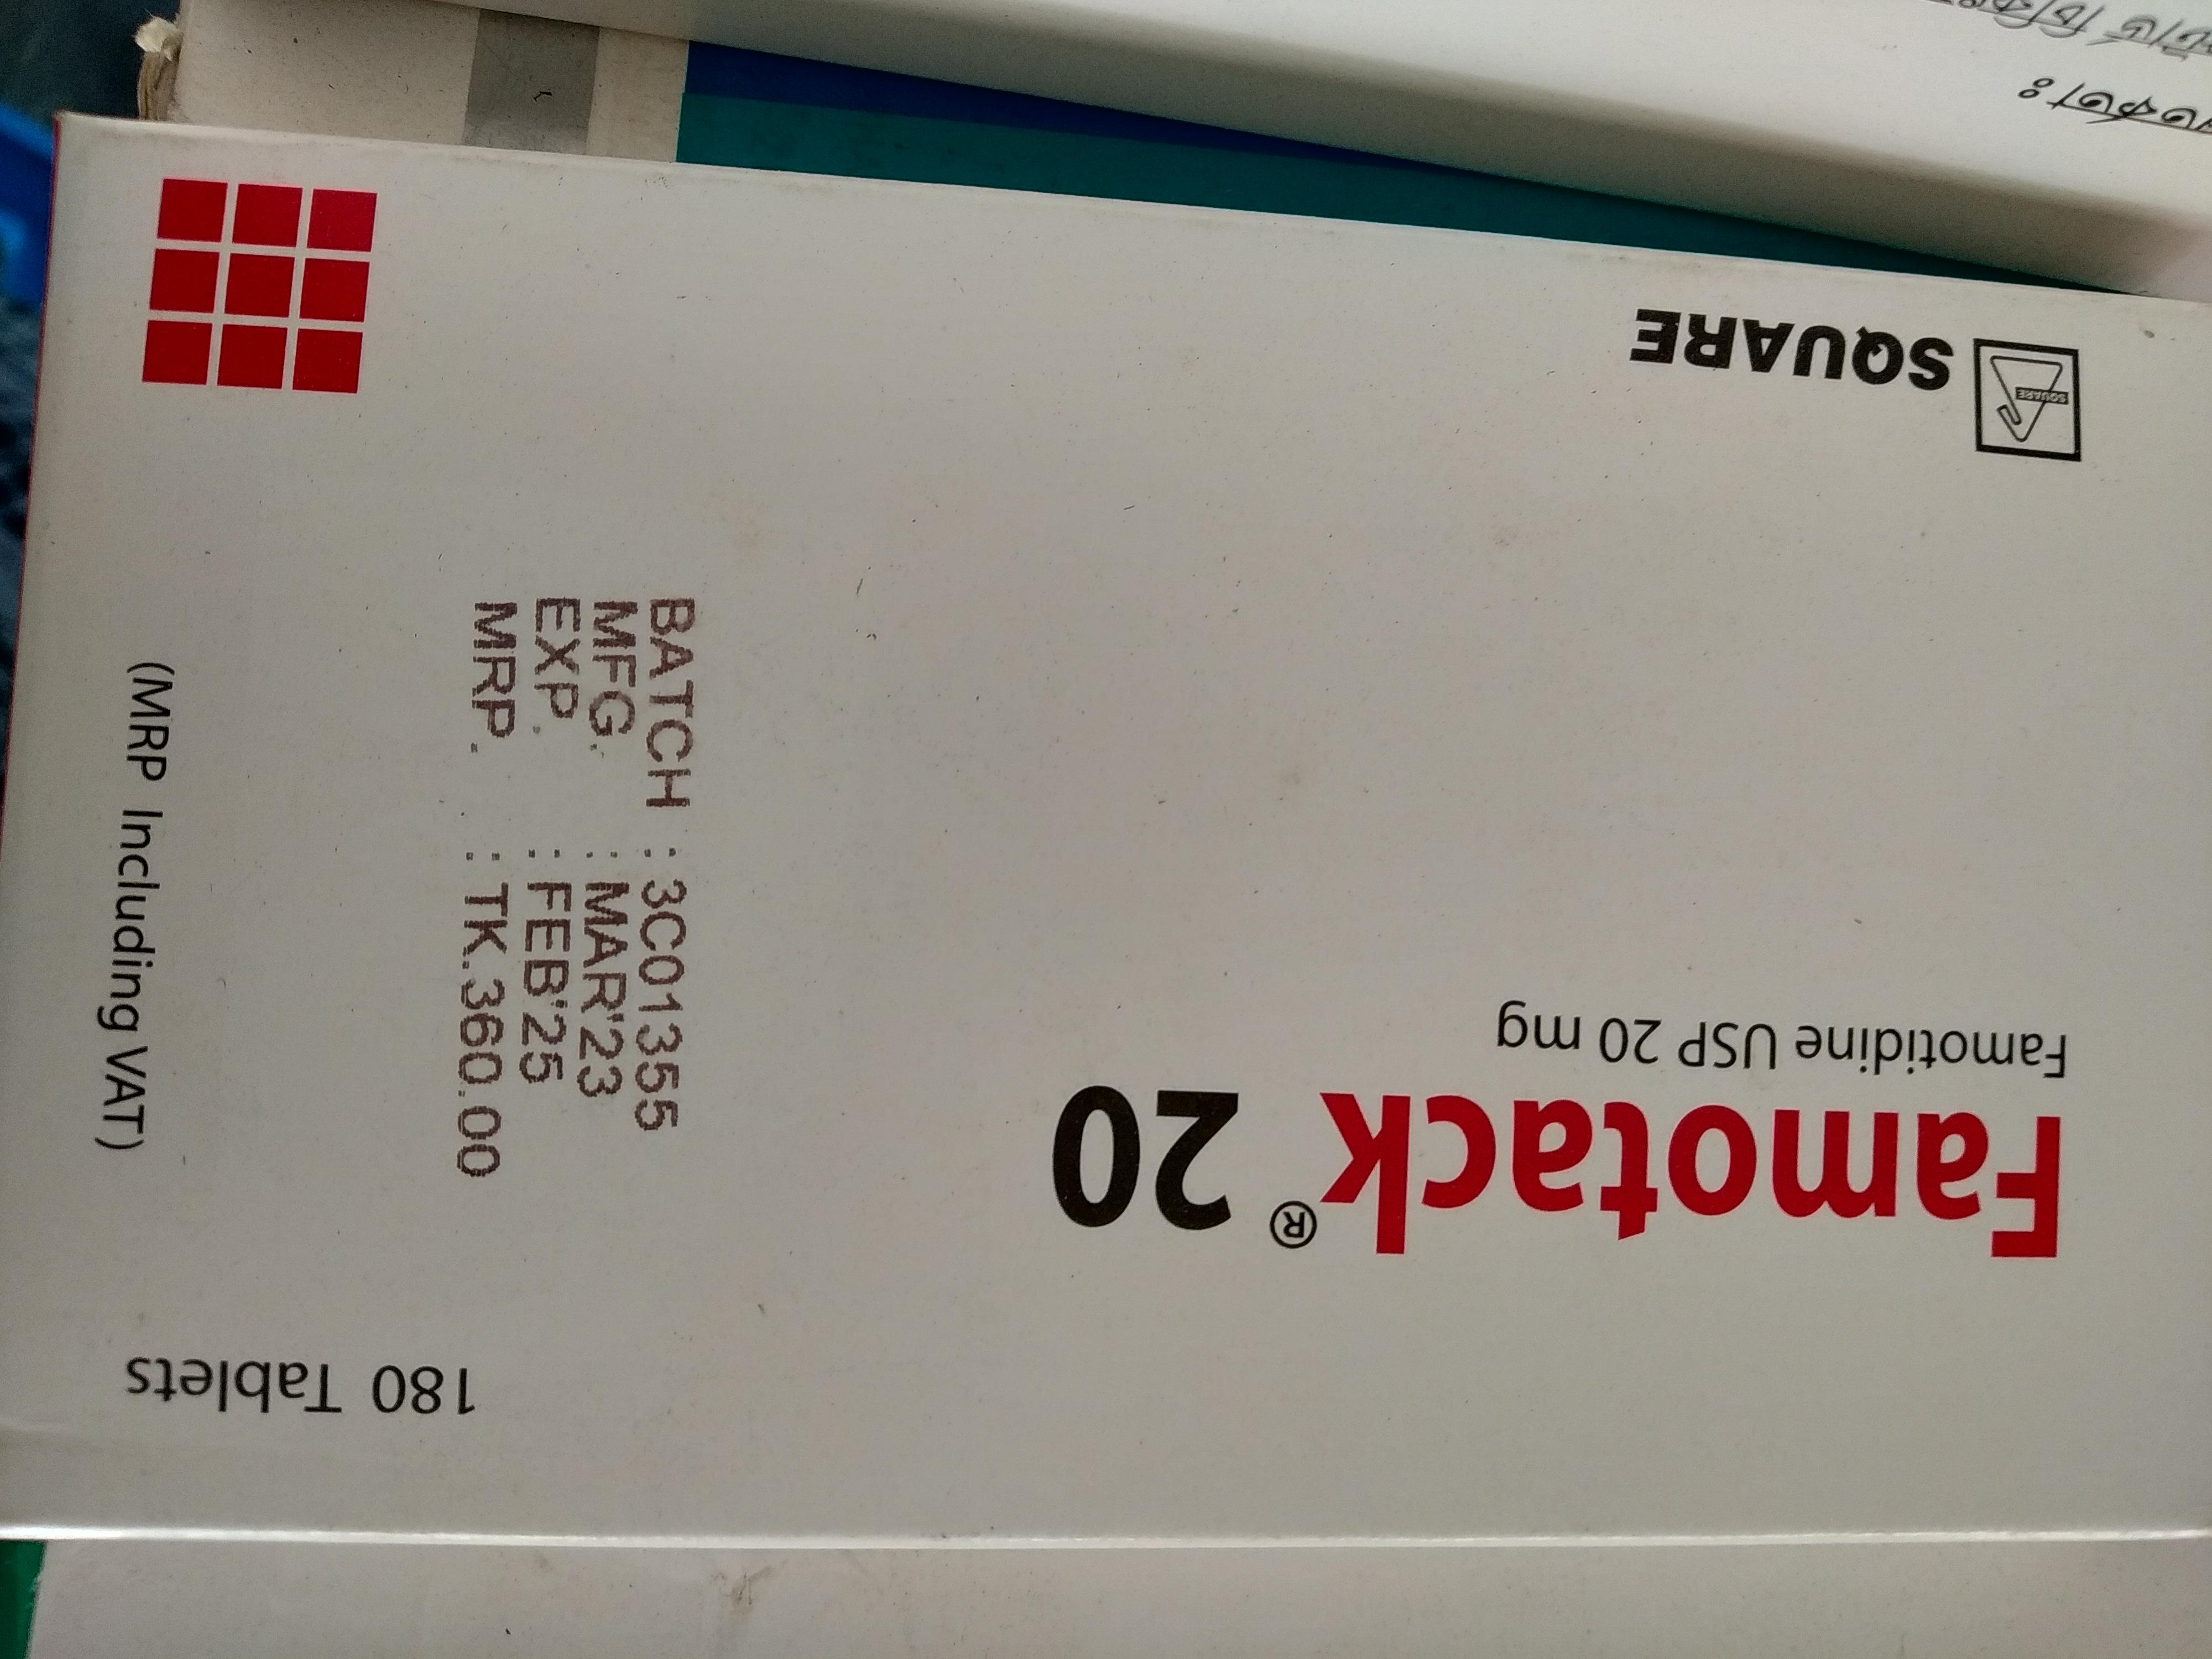 180 Tablets
Famotack® 20
Famotidine USP 20 mg
BATCH : 3C01355
MFG. : MAR'23
EXP. : FEB'25
MRP. : TK.360.00
(MRP Including VAT)
SQUARE
SQUARE